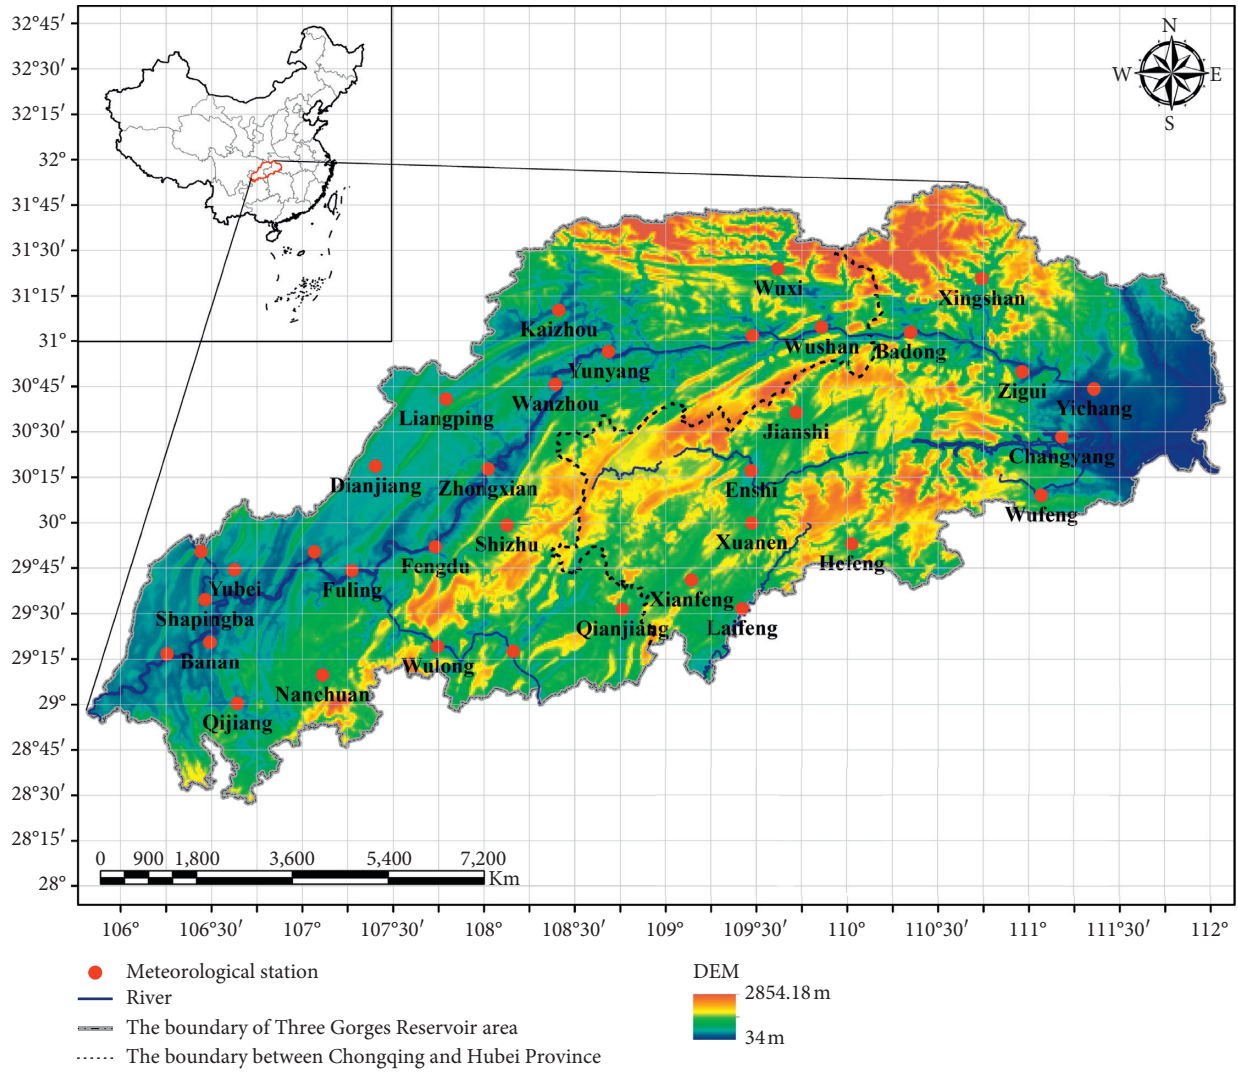 32°45′
32°30′
32°15′
32°
31°45′
31°30′
31°15′
31°
30°45′
30°30′
30°15′
30°
29°45′
29°30′
29°15′
29°
28°45′
28°30′
28°15′
28°
N
W E
S
Wuxi
Xingshan
Kaizhou
Wushan
Badong
Yunyang
Zigui
Wanzhou
Yichang
Liangping
Jianshi
Changyang
Dianjiang
Zhongxian
Enshi
Wufeng
Shizhu
Xuanen
Fengdu
Hefeng
Yubei
Fuling
Xianfeng
Shapingba
Qianjiang
Laifeng
Banan
Wulong
Nanchuan
Qijiang
0 900 1,800 3,600 5,400 7,200
Km
106° 106°30′ 107° 107°30′ 108° 108°30′ 109° 109°30′ 110° 110°30′ 111° 111°30′ 112°
Meteorological station
River
The boundary of Three Gorges Reservoir area
The boundary between Chongqing and Hubei Province
DEM
2854.18 m
34 m